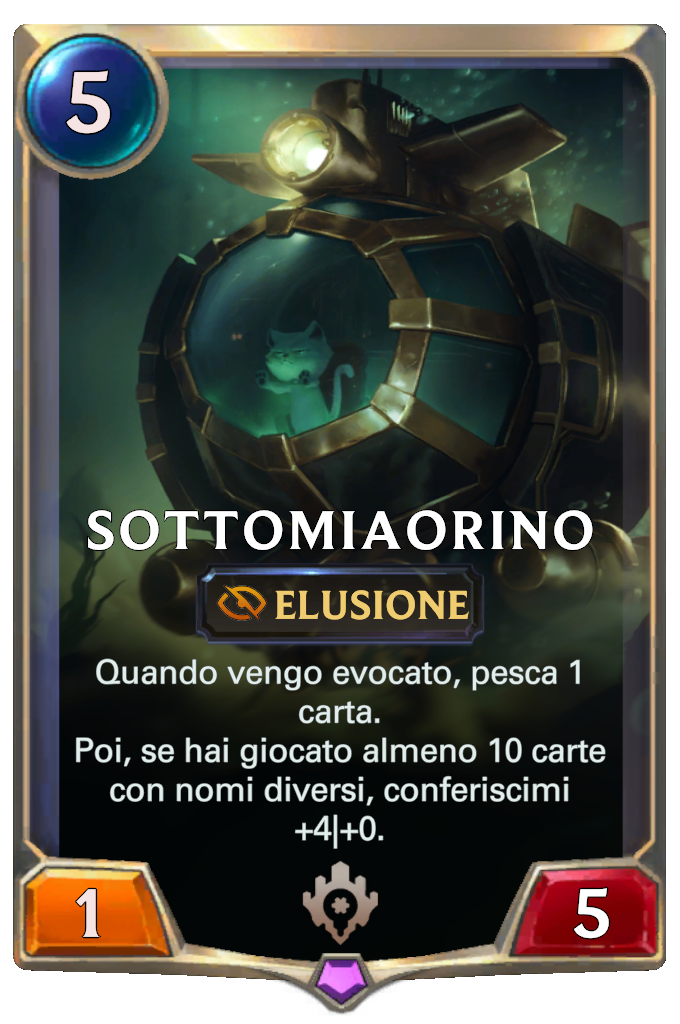 5
SOTTOMIAORINO
ELUSIONE
Quando vengo evocato, pesca 1
carta.
Poi, se hai giocato almeno 10 carte
con nomi diversi, conferiscimi
+4|+0.
1
5